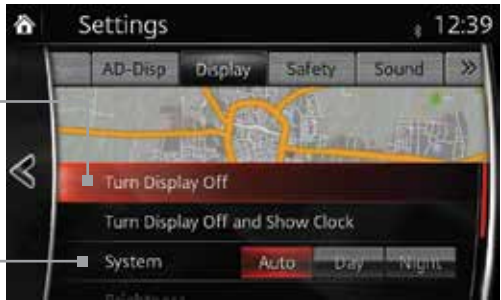 Settings 12:39
AD-Disp Display Safety Sound »
Turn Display Off
Turn Display Off and Show Clock
System Auto Day Night
Brightness